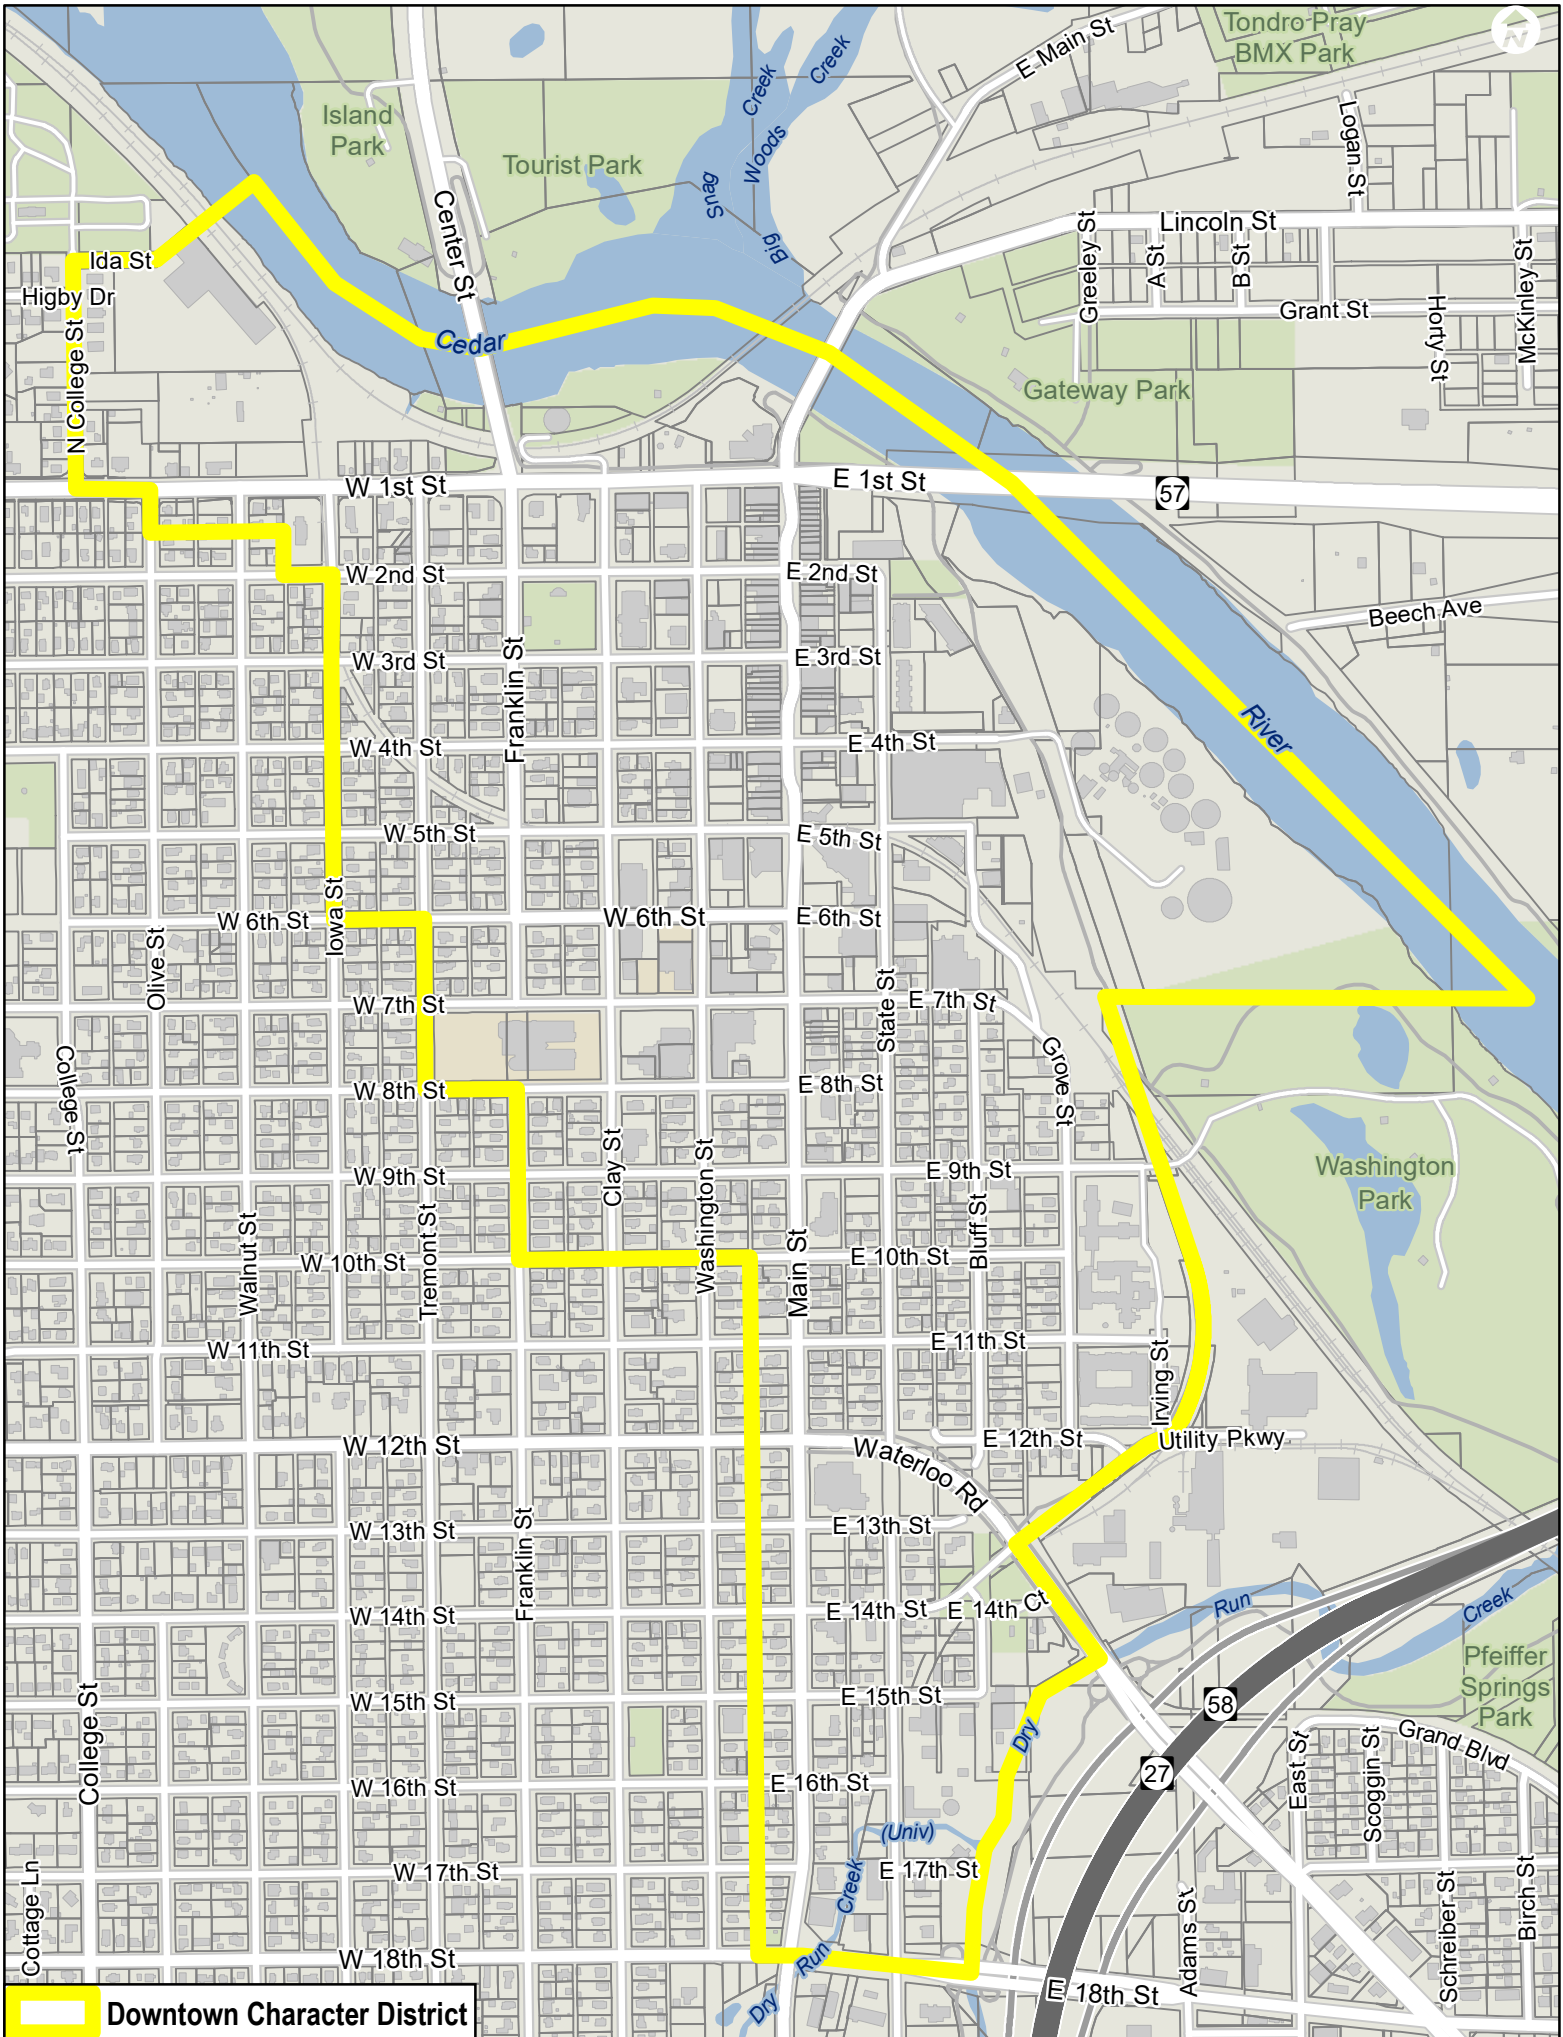 Tondro Pray
BMX Park
N
E Main St
Island
Park
Creek
Creek
Tourist Park
Woods
Snag
Big
Logan St
Center St
Lincoln St
Greeley St
A St
B St
McKinley St
Ida St
Higby Dr
Grant St
Horty St
N College St
Cedar
Gateway Park
W 1st St
E 1st St
57
W 2nd St
E 2nd St
Beech Ave
W 3rd St
E 3rd St
Franklin St
River
W 4th St
E 4th St
W 5th St
E 5th St
Iowa St
W 6th St
W 6th St
E 6th St
Olive St
State St
W 7th St
E 7th St
College St
Grove St
W 8th St
E 8th St
Clay St
Washington St
Washington
Park
W 9th St
E 9th St
Walnut St
Tremont St
Bluff St
W 10th St
Main St
E 10th St
W 11th St
E 11th St
Irving St
W 12th St
E 12th St
Utility Pkwy
Waterloo Rd
W 13th St
E 13th St
Franklin St
W 14th St
E 14th St
E 14th Ct
Run
Creek
Pfeiffer
Springs
Park
College St
W 15th St
E 15th St
58
Dry
East St
Scoggin St
Grand Blvd
W 16th St
E 16th St
27
(Univ)
W 17th St
Creek
E 17th St
Cottage Ln
Adams St
Schreiber St
Birch St
W 18th St
Run
E 18th St
Dry
Downtown Character District